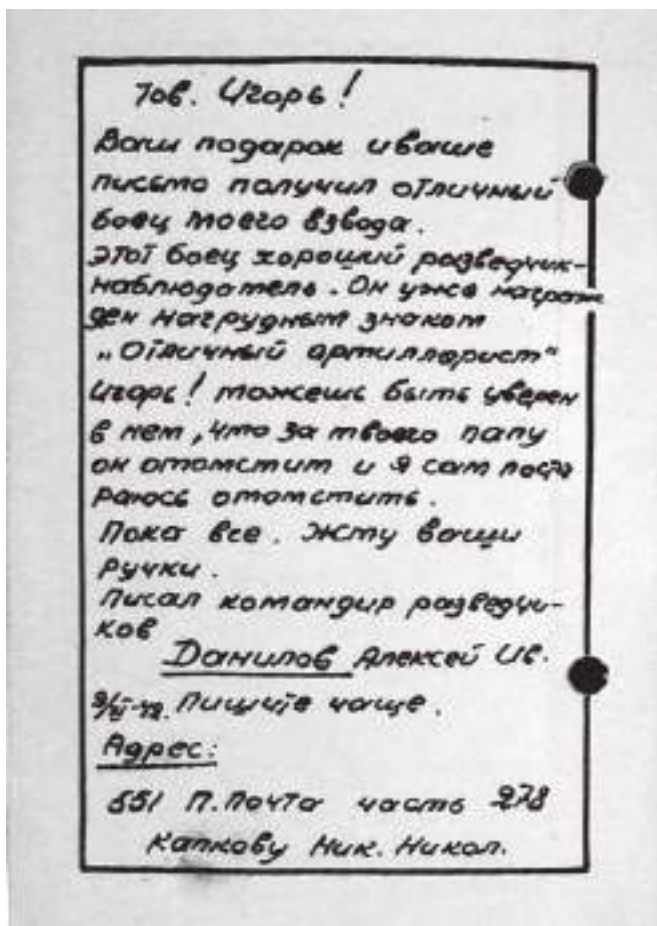 Тов. Игорь!
Ваш подарок и ваше
письмо получил отличный
боец моего взвода.
Этот боец хороший разведчик-
наблюдатель. Он уже награж
ден нагрудным знаком
„Отличный артиллерист“
Игорь! можешь быть уверен
в нем, что за твоего папу
он отомстит и я сам поста
раюсь отомстить.
Пока все. Жму ваши
ручки.
Писал командир разведчи-
ков
Данилов Алексей Ив.
Пишите чаще.
Адрес:
551 П. почта часть 278
Капкову Ник. Никол.